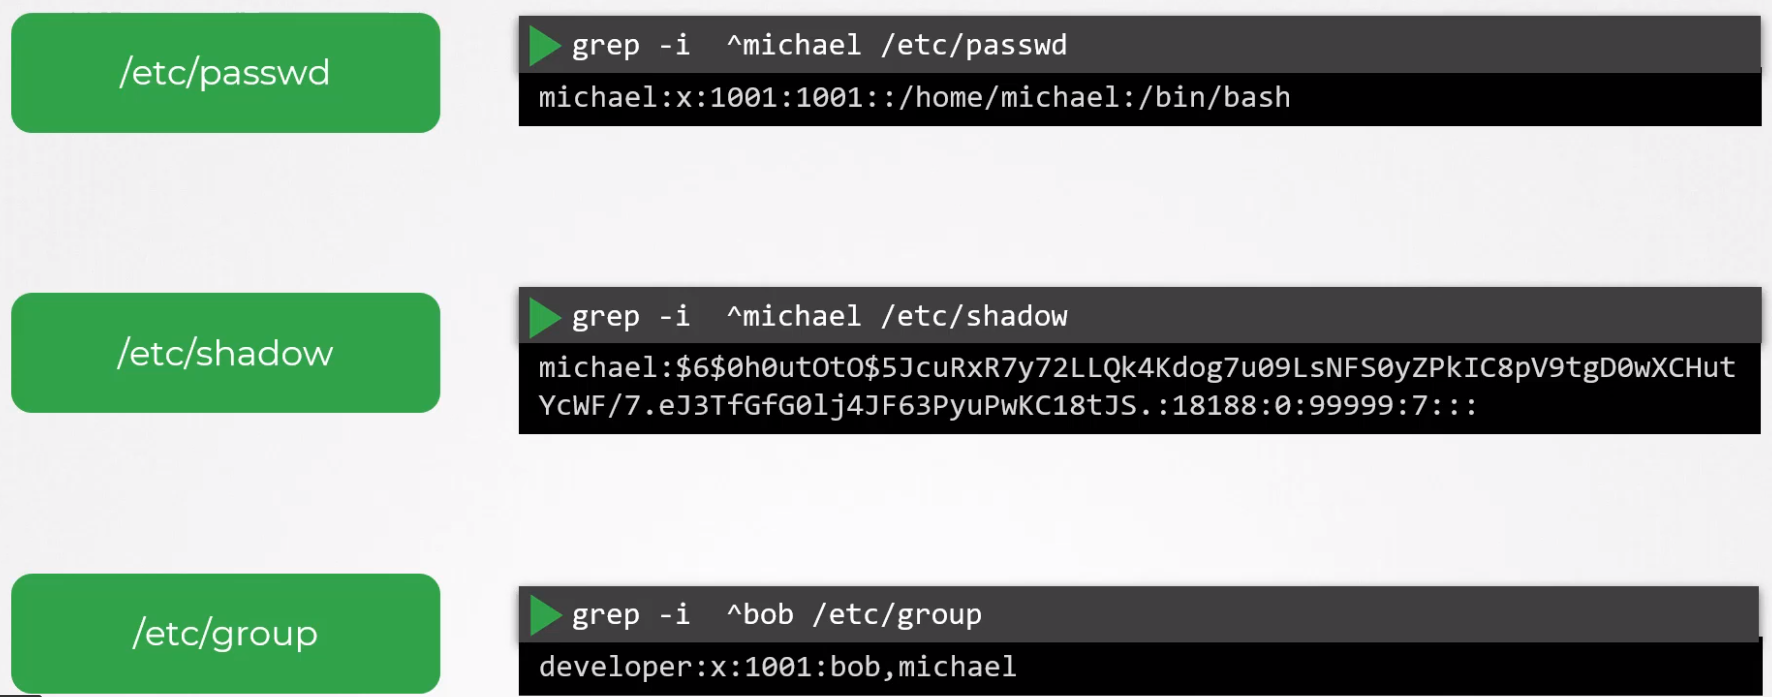 /etc/passwd
grep -i  ^michael /etc/passwd
michael:x:1001:1001::/home/michael:/bin/bash
/etc/shadow
grep -i  ^michael /etc/shadow
michael:$6$0h0utOtO$5JcuRxR7y72LLQk4Kdog7u09LsNFS0yZPkIC8pV9tgD0wXCHut
YcWF/7.eJ3TfGfG0lj4JF63PyuPwKC18tJS.:18188:0:99999:7:::
/etc/group
grep -i  ^bob /etc/group
developer:x:1001:bob,michael